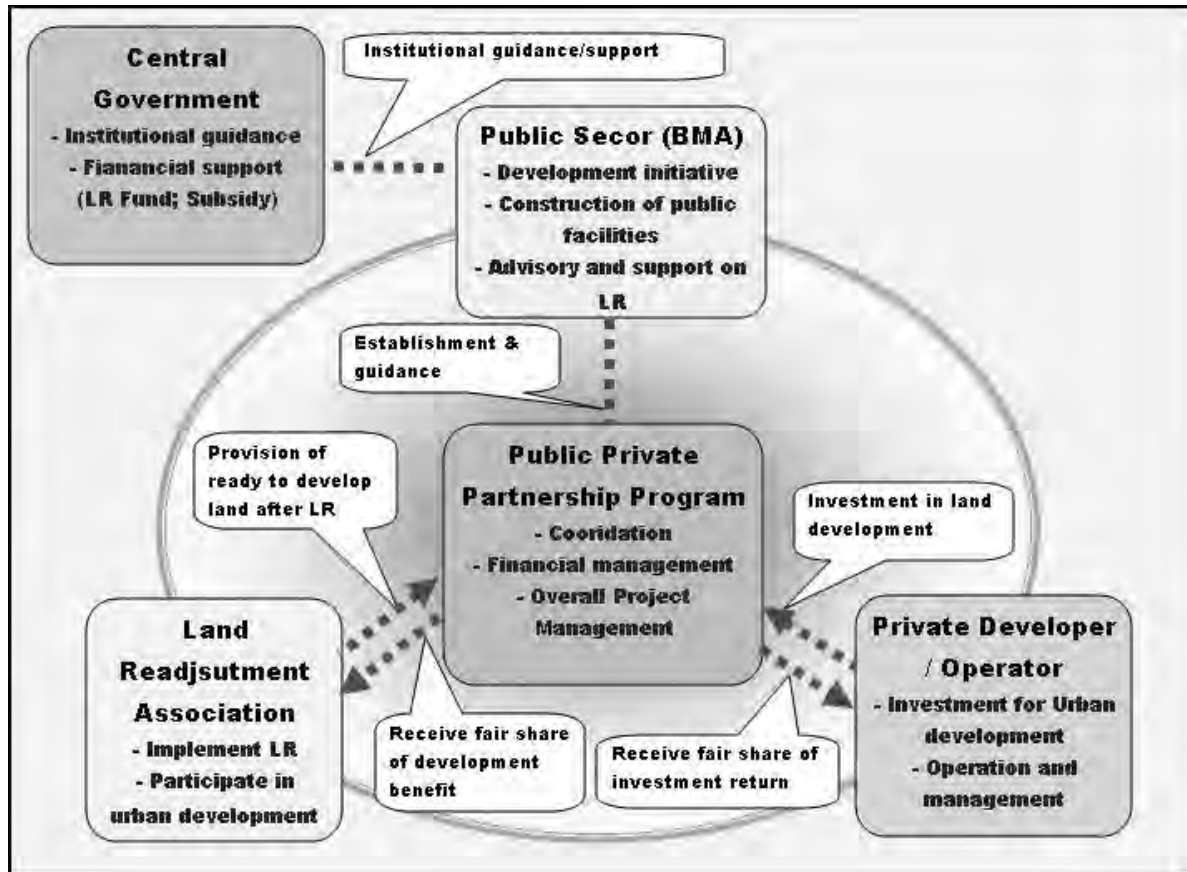 Central
Government
- Institutional guidance
- Fianancial support
(LR Fund; Subsidy)
Institutional guidance/support
Public Secor (BMA)
- Development initiative
- Construction of public
facilities
- Advisory and support on
LR
Establishment &
guidance
Provision of
ready to develop
land after LR
Public Private
Partnership Program
- Cooridation
- Financial management
- Overall Project
Management
Investment in land
development
Land
Readjsutment
Association
- Implement LR
- Participate in
urban development
Receive fair share
of development
benefit
Receive fair share of
investment return
Private Developer
/ Operator
- Investment for Urban
development
- Operation and
management